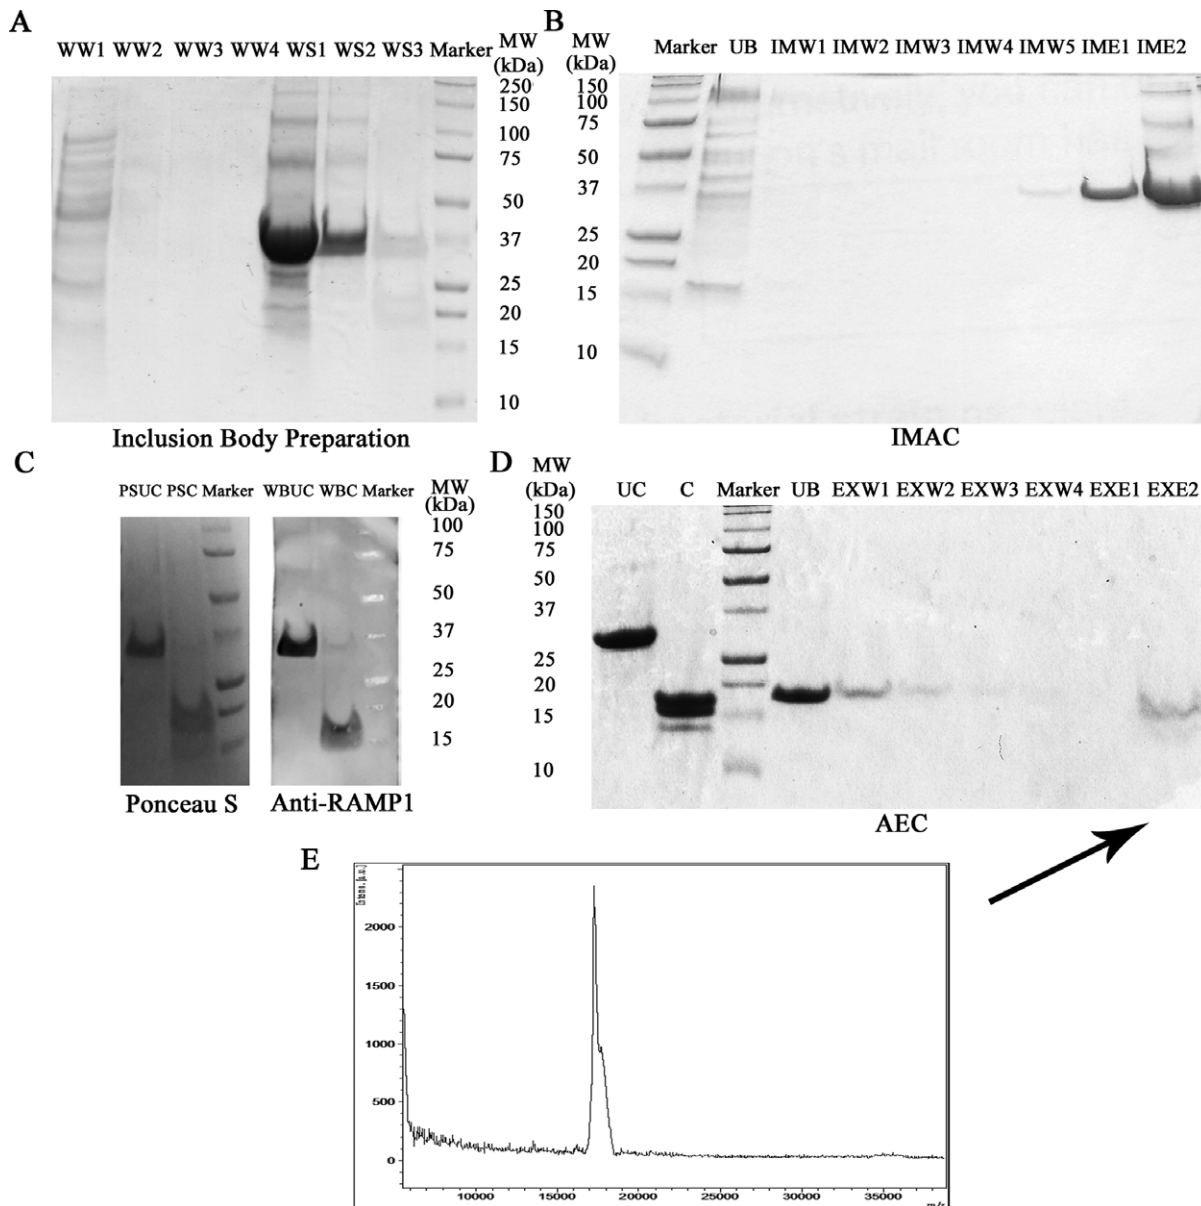 A
WW1 WW2 WW3 WW4 WS1 WS2 WS3 Marker MW (kDa)
250
150
100
75
50
37
25
20
15
10
Inclusion Body Preparation
B
MW (kDa) Marker UB IMW1 IMW2 IMW3 IMW4 IMW5 IME1 IME2
150
100
75
50
37
25
20
15
10
IMAC
C
PSUC PSC Marker WBUC WBC Marker MW (kDa)
100
75
50
37
25
20
15
Ponceau S Anti-RAMP1
D
MW (kDa) UC C Marker UB EXW1 EXW2 EXW3 EXW4 EXE1 EXE2
150
100
75
50
37
25
20
15
10
AEC
E
Intens. [a.u.]
2000
1500
1000
500
0
10000 15000 20000 25000 30000 35000
m/z